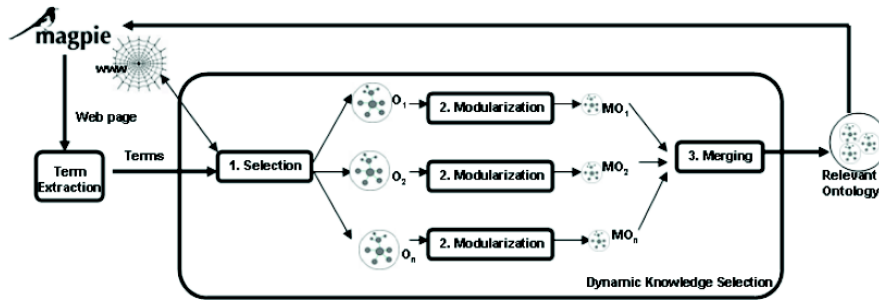 magpie
www
Web page
Term
Extraction
Terms
1. Selection
O1
2. Modularization
MO1
O2
2. Modularization
MO2
On
2. Modularization
MOn
3. Merging
Relevant
Ontology
Dynamic Knowledge Selection